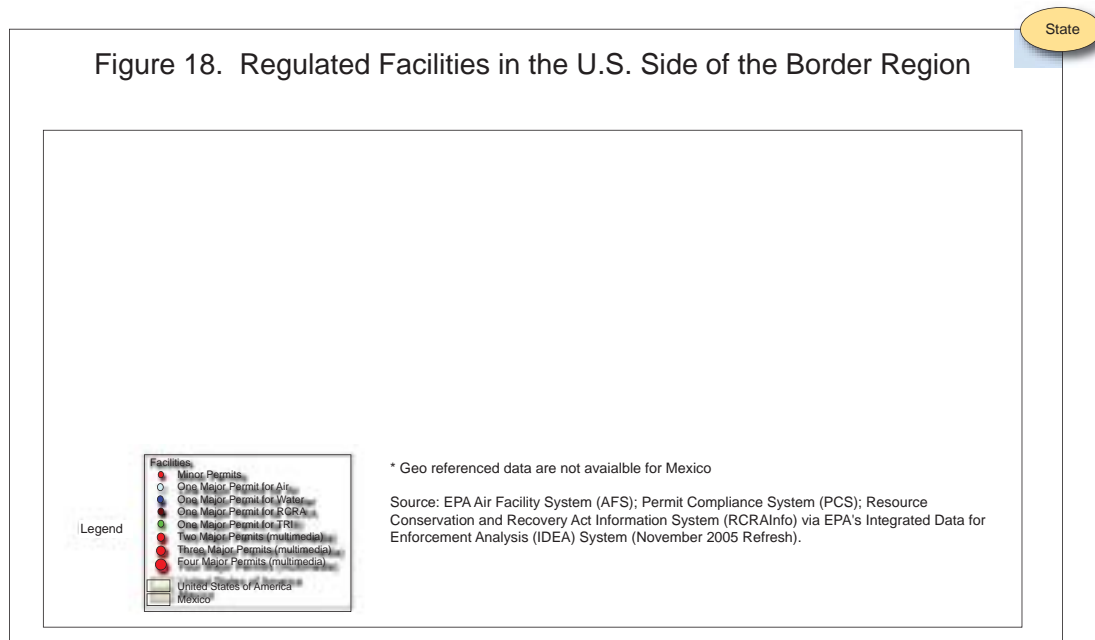 State
Figure 18. Regulated Facilities in the U.S. Side of the Border Region
Facilities
Minor Permits
One Major Permit for Air
One Major Permit for Water
One Major Permit for RCRA
One Major Permit for TRI
Two Major Permits (multimedia)
Three Major Permits (multimedia)
Four Major Permits (multimedia)
United States of America
Mexico
Legend
* Geo referenced data are not avaialble for Mexico
Source: EPA Air Facility System (AFS); Permit Compliance System (PCS); Resource
Conservation and Recovery Act Information System (RCRAInfo) via EPA's Integrated Data for
Enforcement Analysis (IDEA) System (November 2005 Refresh).